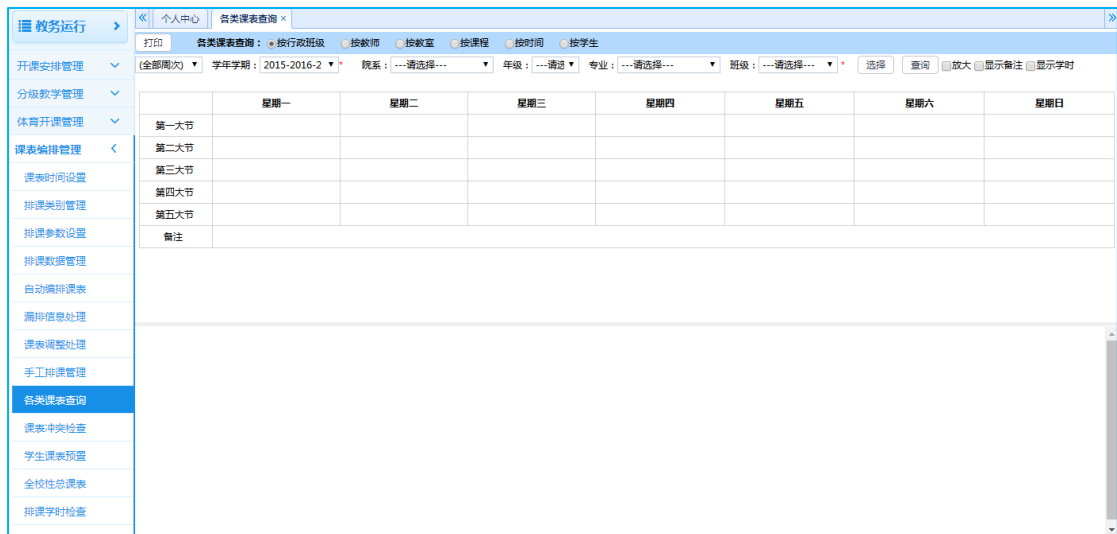 教务运行
个人中心 各类课表查询 ×
打印 各类课表查询： 按行政班级 按教师 按教室 按课程 按时间 按学生
(全部周次) 学年学期： 2015-2016-2 * 院系： ---请选择--- 年级： ---请选 专业： ---请选择--- 班级： ---请选择--- * 选择 查询 放大 显示备注 显示学时
开课安排管理
分级教学管理
体育开课管理
课表编排管理
课表时间设置
排课类别管理
排课参数设置
排课数据管理
自动编排课表
漏排信息处理
课表调整处理
手工排课管理
各类课表查询
课表冲突检查
学生课表预置
全校性总课表
排课学时检查
星期一 星期二 星期三 星期四 星期五 星期六 星期日
第一大节
第二大节
第三大节
第四大节
第五大节
备注